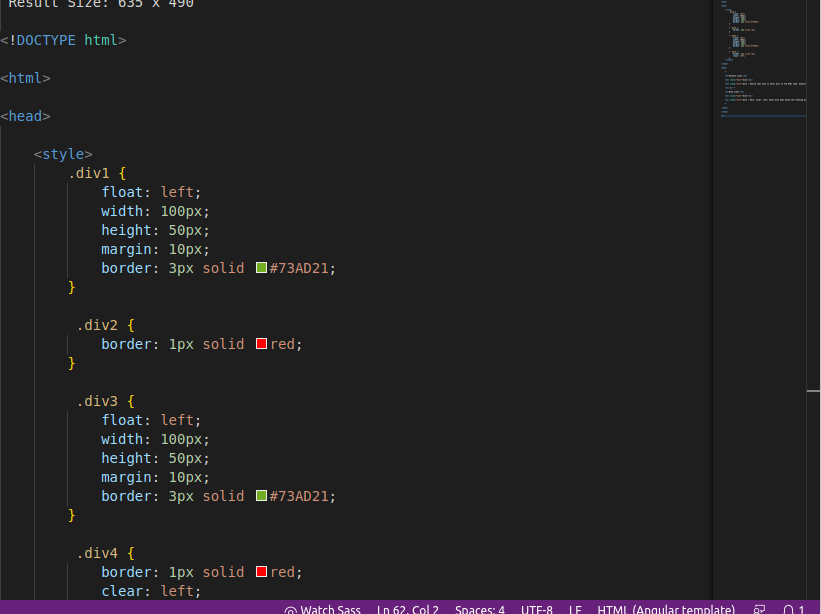 Result Size: 635 x 490
<!DOCTYPE html>
<html>
<head>
<style>
.div1 {
float: left;
width: 100px;
height: 50px;
margin: 10px;
border: 3px solid #73AD21;
}
.div2 {
border: 1px solid red;
}
.div3 {
float: left;
width: 100px;
height: 50px;
margin: 10px;
border: 3px solid #73AD21;
}
.div4 {
border: 1px solid red;
clear: left;
Watch Sass Ln 62, Col 2 Spaces: 4 UTF-8 LF HTML (Angular template) 1